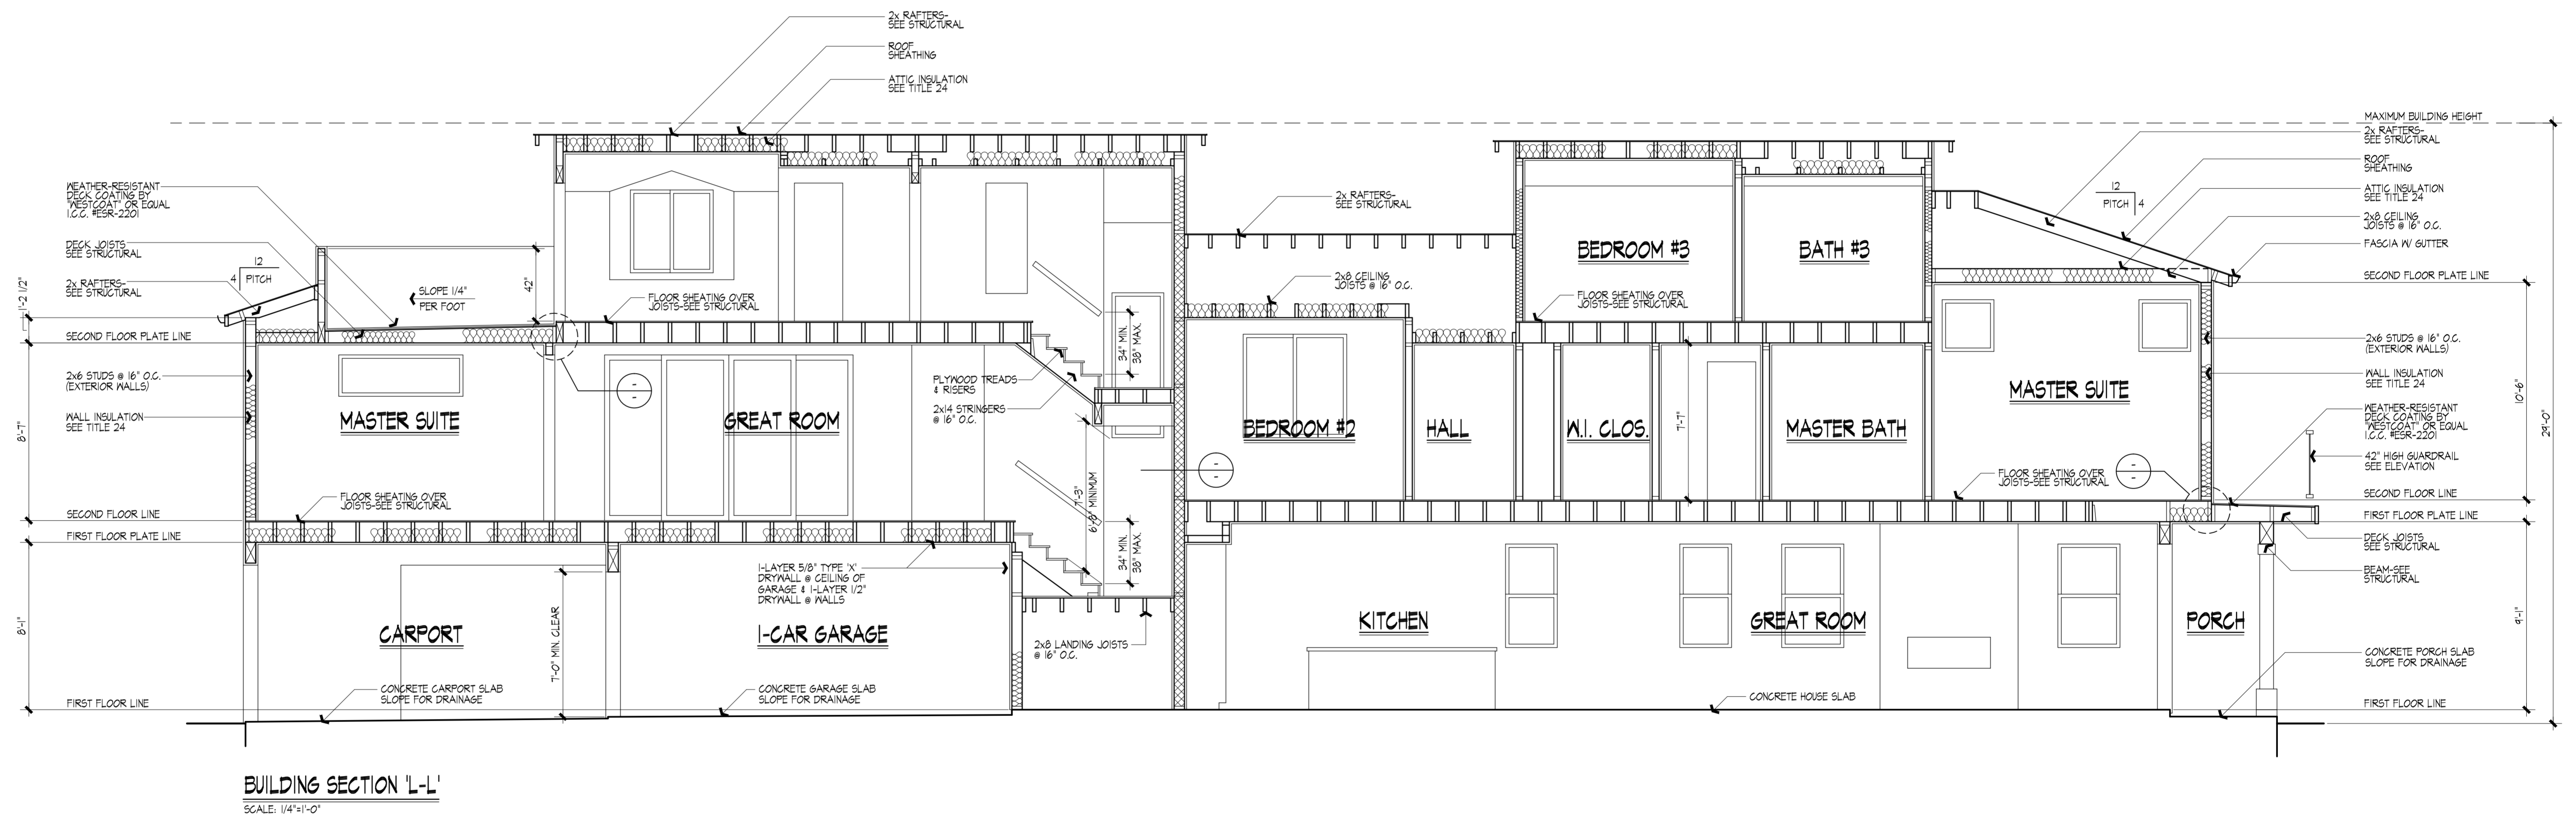 2x RAFTERS-
SEE STRUCTURAL
ROOF
SHEATHING
ATTIC INSULATION
SEE TITLE 24
MAXIMUM BUILDING HEIGHT
2x RAFTERS-
SEE STRUCTURAL
ROOF
SHEATHING
ATTIC INSULATION
SEE TITLE 24
2x8 CEILING
JOISTS @ 16" O.C.
FASCIA W/ GUTTER
SECOND FLOOR PLATE LINE
12
PITCH
4
WEATHER-RESISTANT
DECK COATING BY
"WESTCOAT" OR EQUAL
I.C.C. #ESR-2201
DECK JOISTS
SEE STRUCTURAL
2x RAFTERS-
SEE STRUCTURAL
12
4
PITCH
1'-2 1/2"
SLOPE 1/4"
PER FOOT
42"
FLOOR SHEATING OVER
JOISTS-SEE STRUCTURAL
2x RAFTERS-
SEE STRUCTURAL
2x8 CEILING
JOISTS @ 16" O.C.
BEDROOM #3
BATH #3
FLOOR SHEATING OVER
JOISTS-SEE STRUCTURAL
SECOND FLOOR PLATE LINE
2x6 STUDS @ 16" O.C.
(EXTERIOR WALLS)
WALL INSULATION
SEE TITLE 24
8'-7"
MASTER SUITE
GREAT ROOM
-
-
PLYWOOD TREADS
& RISERS
2x14 STRINGERS
@ 16" O.C.
34" MIN.
38" MAX.
7'-3"
6'-8" MINIMUM
BEDROOM #2
HALL
W.I. CLOS.
7'-7"
MASTER BATH
MASTER SUITE
-
-
-
-
2x6 STUDS @ 16" O.C.
(EXTERIOR WALLS)
WALL INSULATION
SEE TITLE 24
WEATHER-RESISTANT
DECK COATING BY
"WESTCOAT" OR EQUAL
I.C.C. #ESR-2201
42" HIGH GUARDRAIL
SEE ELEVATION
10'-6"
29'-0"
FLOOR SHEATING OVER
JOISTS-SEE STRUCTURAL
FLOOR SHEATING OVER
JOISTS-SEE STRUCTURAL
SECOND FLOOR LINE
FIRST FLOOR PLATE LINE
SECOND FLOOR LINE
FIRST FLOOR PLATE LINE
DECK JOISTS
SEE STRUCTURAL
BEAM-SEE
STRUCTURAL
8'-1"
CARPORT
7'-0" MIN. CLEAR
1-CAR GARAGE
1-LAYER 5/8" TYPE 'X'
DRYWALL @ CEILING OF
GARAGE & 1-LAYER 1/2"
DRYWALL @ WALLS
34" MIN.
38" MAX.
2x8 LANDING JOISTS
@ 16" O.C.
KITCHEN
GREAT ROOM
PORCH
9'-1"
CONCRETE PORCH SLAB
SLOPE FOR DRAINAGE
CONCRETE CARPORT SLAB
SLOPE FOR DRAINAGE
CONCRETE GARAGE SLAB
SLOPE FOR DRAINAGE
CONCRETE HOUSE SLAB
FIRST FLOOR LINE
FIRST FLOOR LINE
BUILDING SECTION 'L-L'
SCALE: 1/4"=1'-0"